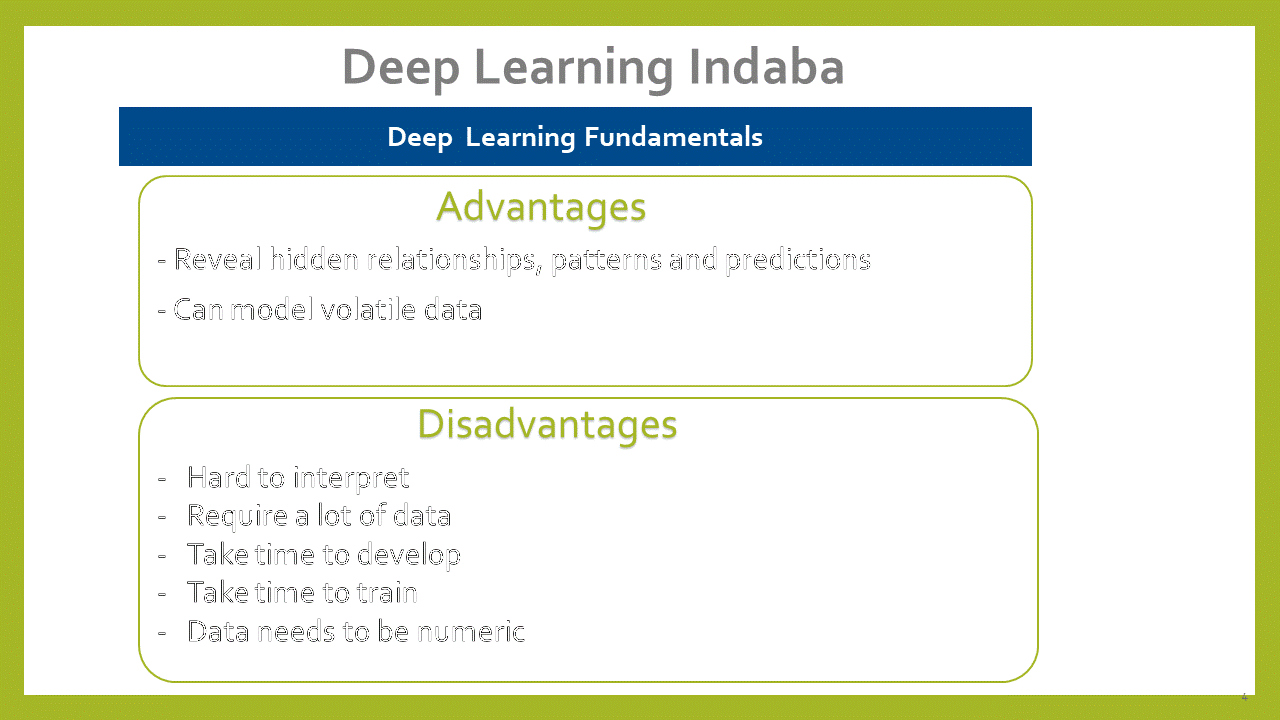 Deep Learning Indaba
Deep Learning Fundamentals
Advantages
- Reveal hidden relationships, patterns and predictions
- Can model volatile data
Disadvantages
- Hard to interpret
- Require a lot of data
- Take time to develop
- Take time to train
- Data needs to be numeric
4